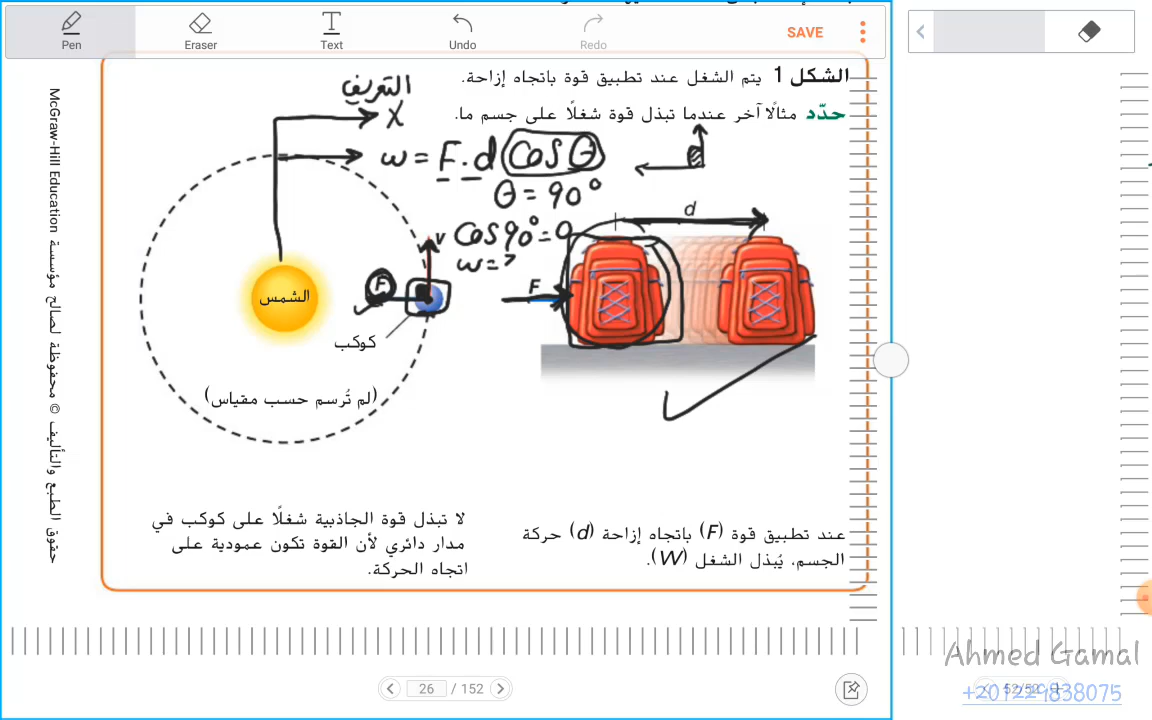 Pen
Eraser
Text
Undo
Redo
SAVE
الشكل 1 يتم الشغل عند تطبيق قوة باتجاه إزاحة.
حدّد مثالًا آخر عندما تبذل قوة شغلًا على جسم ما.
التعريف
X
W = F . d Cos θ
θ = 90°
Cos 90° = 0
W =
v
F
d
F
الشمس
كوكب
(لم تُرسم حسب مقياس)
عند تطبيق قوة (F) باتجاه إزاحة (d) حركة
الجسم، يُبذل الشغل (W).
لا تبذل قوة الجاذبية شغلًا على كوكب في
مدار دائري لأن القوة تكون عمودية على
اتجاه الحركة.
حقوق الطبع والتأليف © محفوظة لصالح مؤسسة McGraw-Hill Education
26 / 152
52/52
Ahmed Gamal
+201221838075